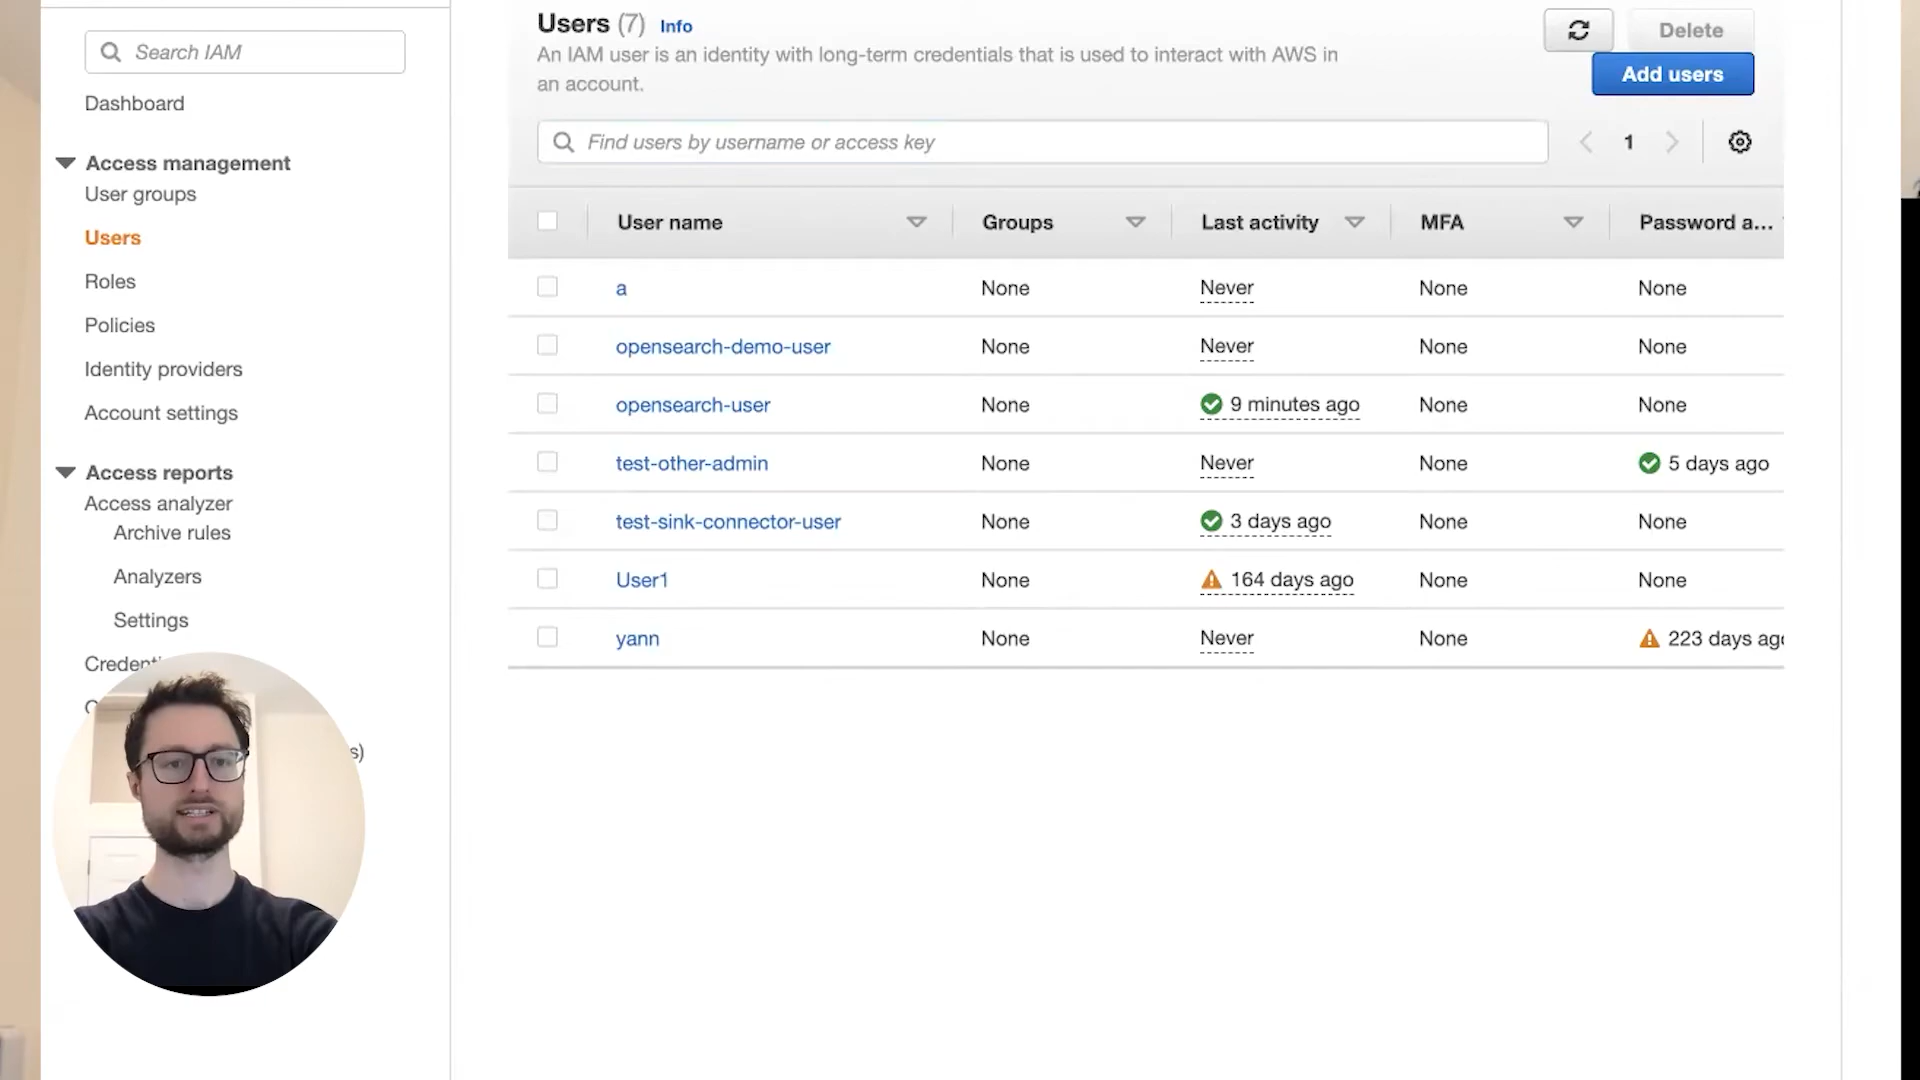 Search IAM
Dashboard
Access management
User groups
Users
Roles
Policies
Identity providers
Account settings
Access reports
Access analyzer
Archive rules
Analyzers
Settings
s)
Users (7) Info
An IAM user is an identity with long-term credentials that is used to interact with AWS in
an account.
Delete
Add users
Find users by username or access key
1
User name Groups Last activity MFA Password a...
a None Never None None
opensearch-demo-user None Never None None
opensearch-user None 9 minutes ago None None
test-other-admin None Never None 5 days ago
test-sink-connector-user None 3 days ago None None
User1 None 164 days ago None None
yann None Never None 223 days ago